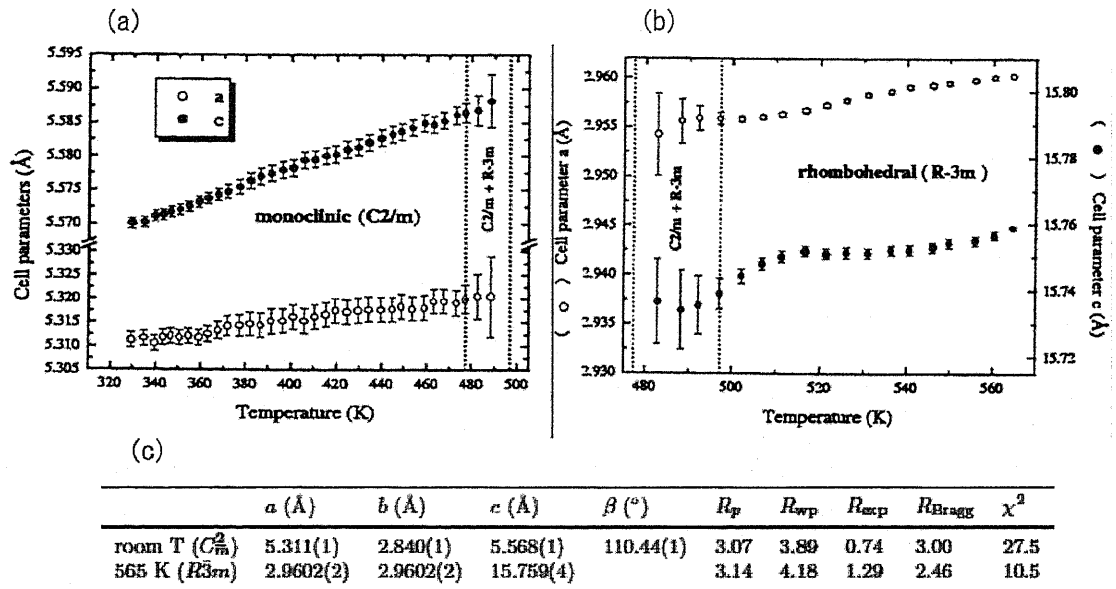 (a)
(b)
5.595
5.590
5.585
5.580
5.575
5.570
5.330
5.325
5.320
5.315
5.310
5.305
Cell parameters (Å)
a
c
monoclinic (C2/m)
C2/m + R-3m
320 340 360 380 400 420 440 460 480 500
Temperature (K)
2.960
2.955
2.950
2.945
2.940
2.935
2.930
( ○ ) Cell parameter a (Å)
C2/m + R-3m
rhombohedral ( R-3m )
15.80
15.78
15.76
15.74
15.72
( ● ) Cell parameter c (Å)
480 500 520 540 560
Temperature (K)
(c)
a (Å) b (Å) c (Å) β (°) Rp Rwp Rexp RBragg χ²
room T (C2/m) 5.311(1) 2.840(1) 5.568(1) 110.44(1) 3.07 3.89 0.74 3.00 27.5
565 K (R3̄m) 2.9602(2) 2.9602(2) 15.759(4) 3.14 4.18 1.29 2.46 10.5